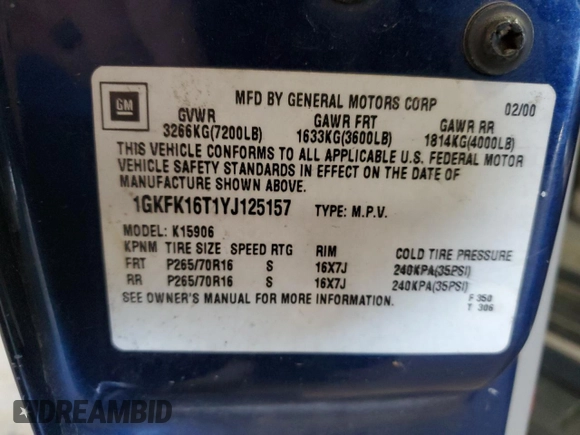 GM
MFD BY GENERAL MOTORS CORP 02/00
GVWR GAWR FRT GAWR RR
3266KG(7200LB) 1633KG(3600LB) 1814KG(4000LB)
THIS VEHICLE CONFORMS TO ALL APPLICABLE U.S. FEDERAL MOTOR
VEHICLE SAFETY STANDARDS IN EFFECT ON THE DATE OF
MANUFACTURE SHOWN ABOVE.
1GKFK16T1YJ125157 TYPE: M.P.V.
MODEL: K15906
KPNM TIRE SIZE SPEED RTG RIM COLD TIRE PRESSURE
FRT P265/70R16 S 16X7J 240KPA(35PSI)
RR P265/70R16 S 16X7J 240KPA(35PSI)
SEE OWNER'S MANUAL FOR MORE INFORMATION. F 350
T 306
DREAMBID